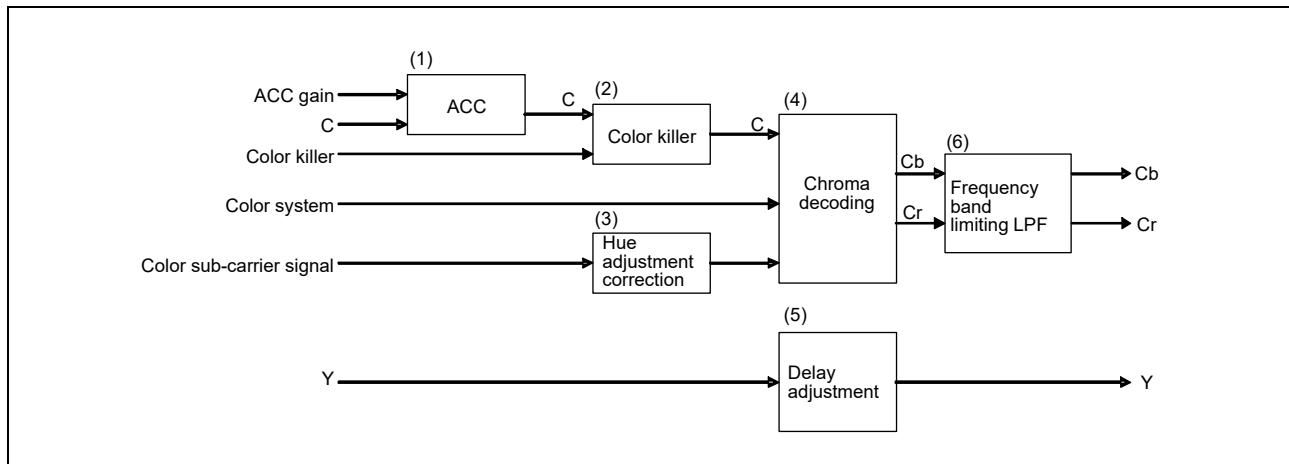 (1)
ACC gain
ACC
C
C
(2)
Color killer
C
Color killer
(4)
Chroma
decoding
Cb
Cr
(6)
Frequency
band
limiting LPF
Cb
Cr
Color system
(3)
Hue
adjustment
correction
Color sub-carrier signal
(5)
Y
Delay
adjustment
Y